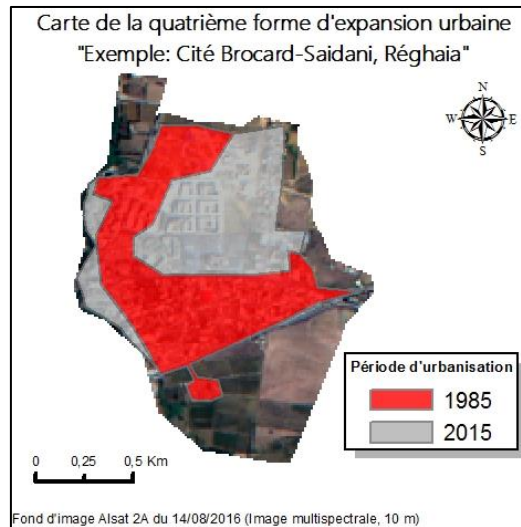 Carte de la quatrième forme d'expansion urbaine
"Exemple: Cité Brocard-Saidani, Réghaia"
N
W E
S
Période d'urbanisation
1985
2015
0 0,25 0,5 Km
Fond d'image Alsat 2A du 14/08/2016 (Image multispectrale, 10 m)